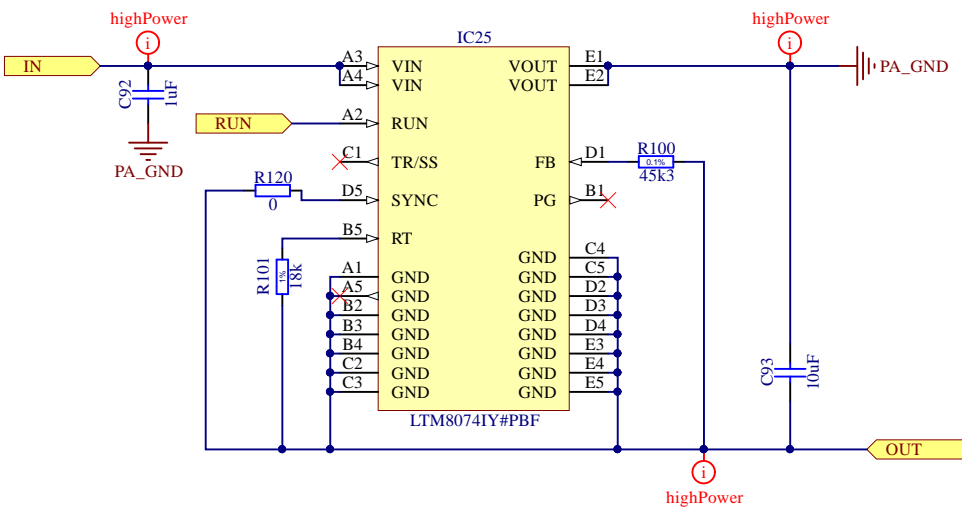 highPower
i
highPower
i
IC25
IN
C92
1uF
PA_GND
RUN
A3 VIN
A4 VIN
A2 RUN
C1 TR/SS
R120
0
D5 SYNC
B5 RT
R101
1%
18k
A1 GND
A5 GND
B2 GND
B3 GND
B4 GND
C2 GND
C3 GND
VOUT E1
VOUT E2
PA_GND
FB D1
R100
0.1%
45k3
PG B1
GND C4
GND C5
GND D2
GND D3
GND D4
GND E3
GND E4
GND E5
C93
10uF
LTM8074IY#PBF
OUT
i
highPower